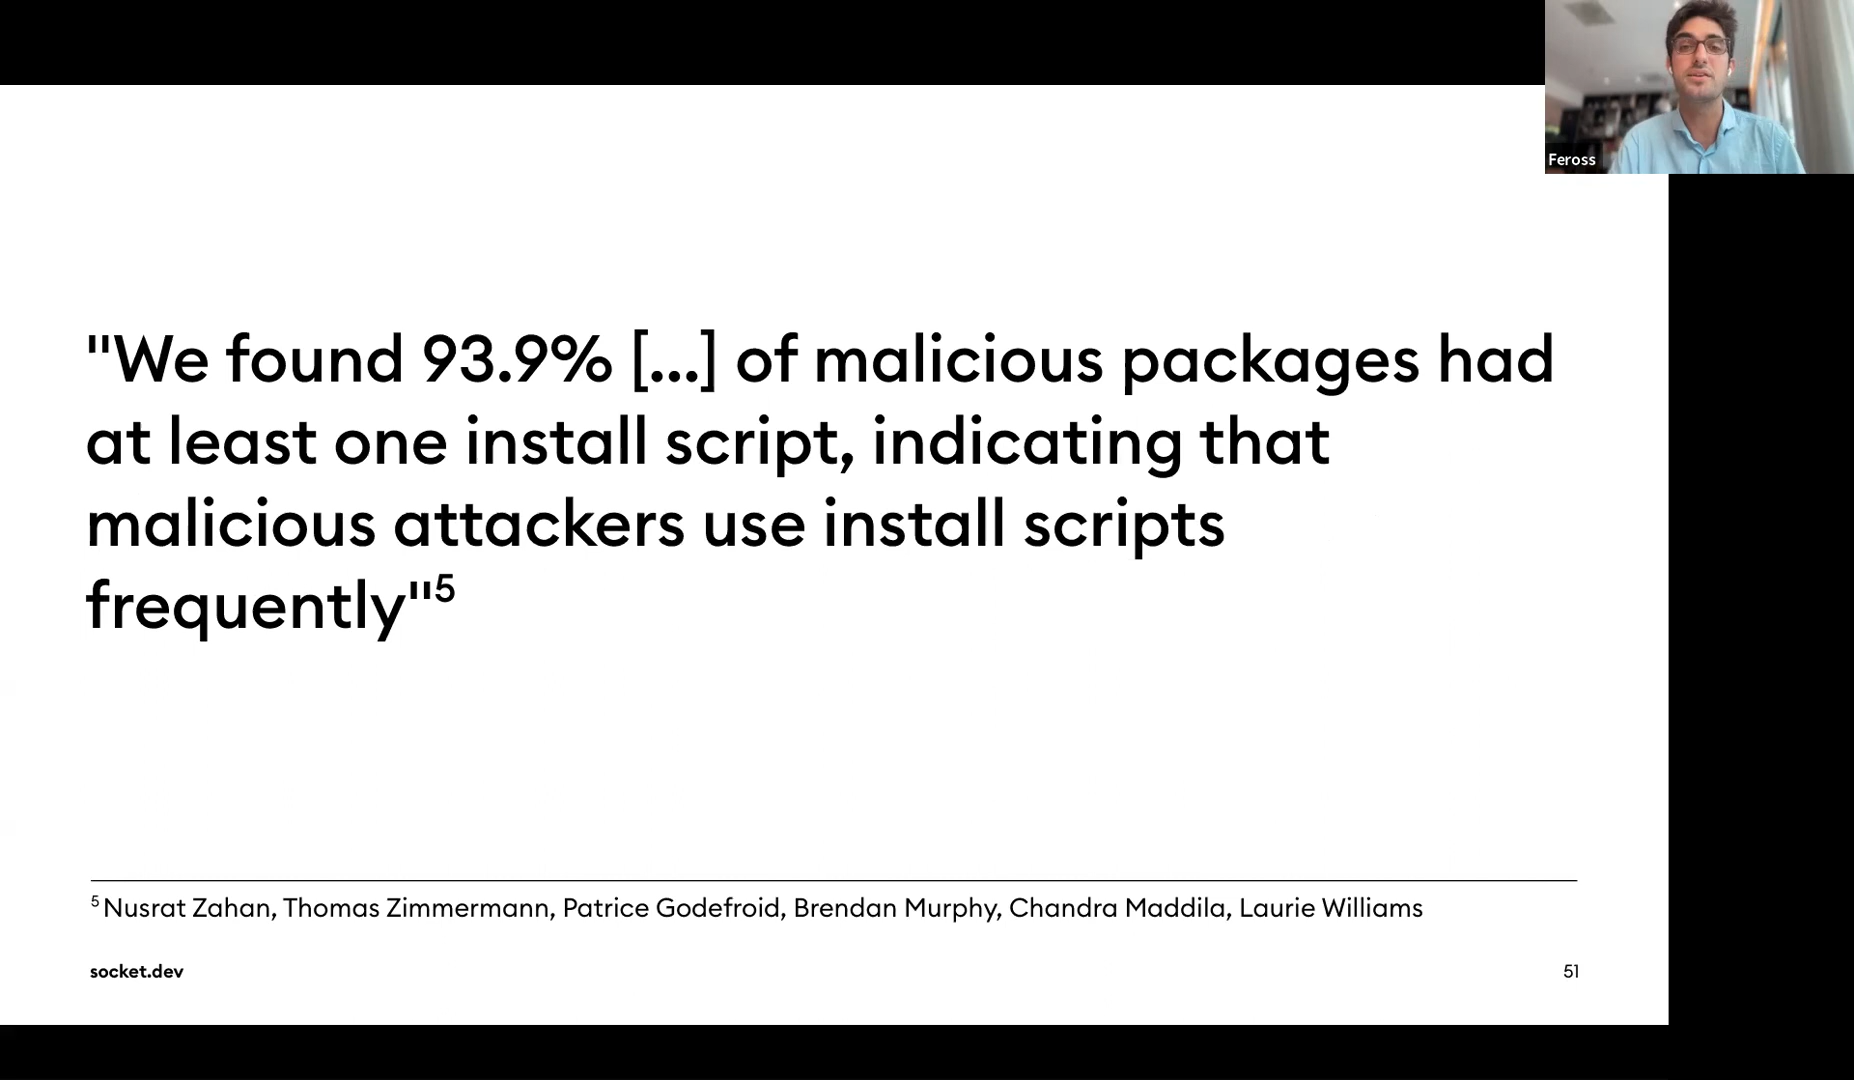 Feross
"We found 93.9% [...] of malicious packages had
at least one install script, indicating that
malicious attackers use install scripts
frequently"⁵
⁵ Nusrat Zahan, Thomas Zimmermann, Patrice Godefroid, Brendan Murphy, Chandra Maddila, Laurie Williams
socket.dev
51